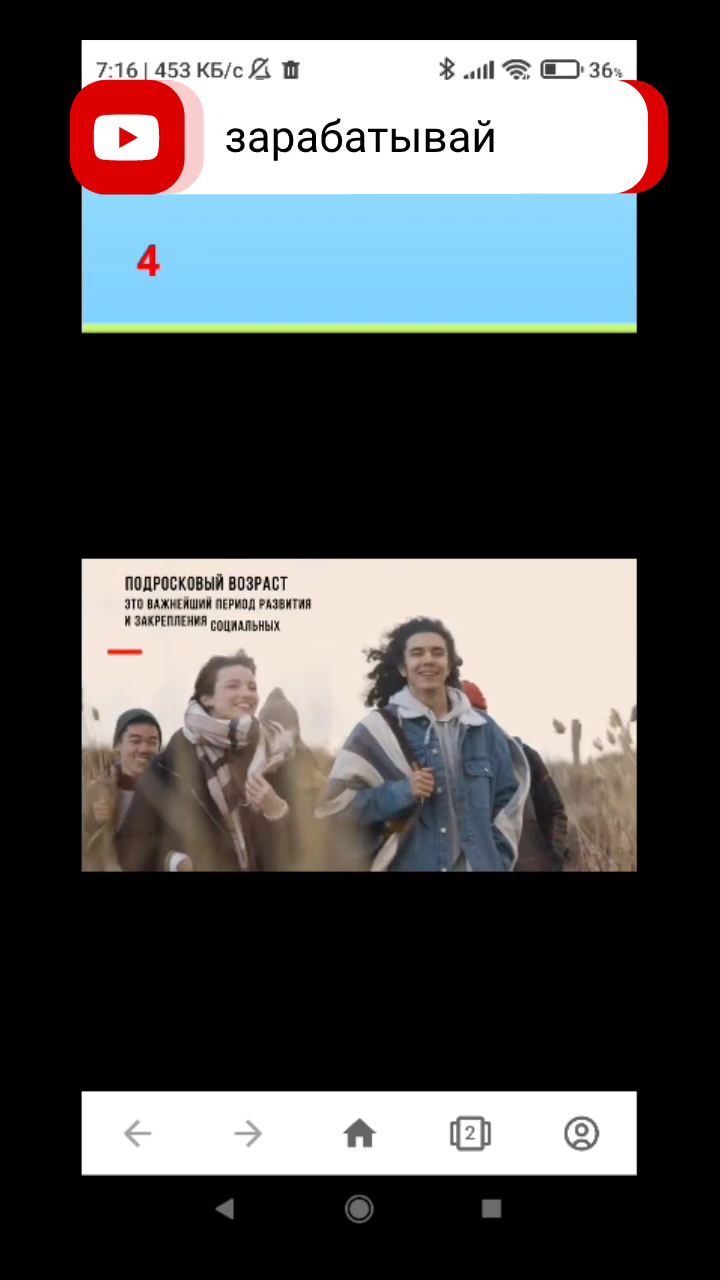 7:16 | 453 КБ/с
36%
зарабатывай
4
ПОДРОСКОВЫЙ ВОЗРАСТ
ЭТО ВАЖНЕЙШИЙ ПЕРИОД РАЗВИТИЯ
И ЗАКРЕПЛЕНИЯ СОЦИАЛЬНЫХ
2